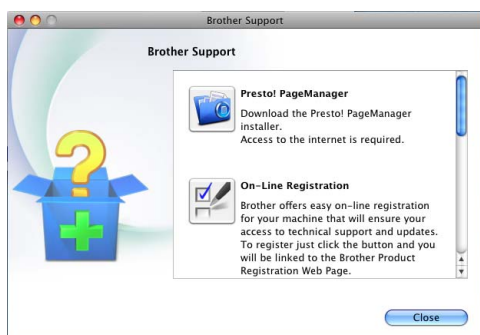 Brother Support
Brother Support
Presto! PageManager
Download the Presto! PageManager
installer.
Access to the internet is required.
On-Line Registration
Brother offers easy on-line registration
for your machine that will ensure your
access to technical support and updates.
To register just click the button and you
will be linked to the Brother Product
Registration Web Page.
Close